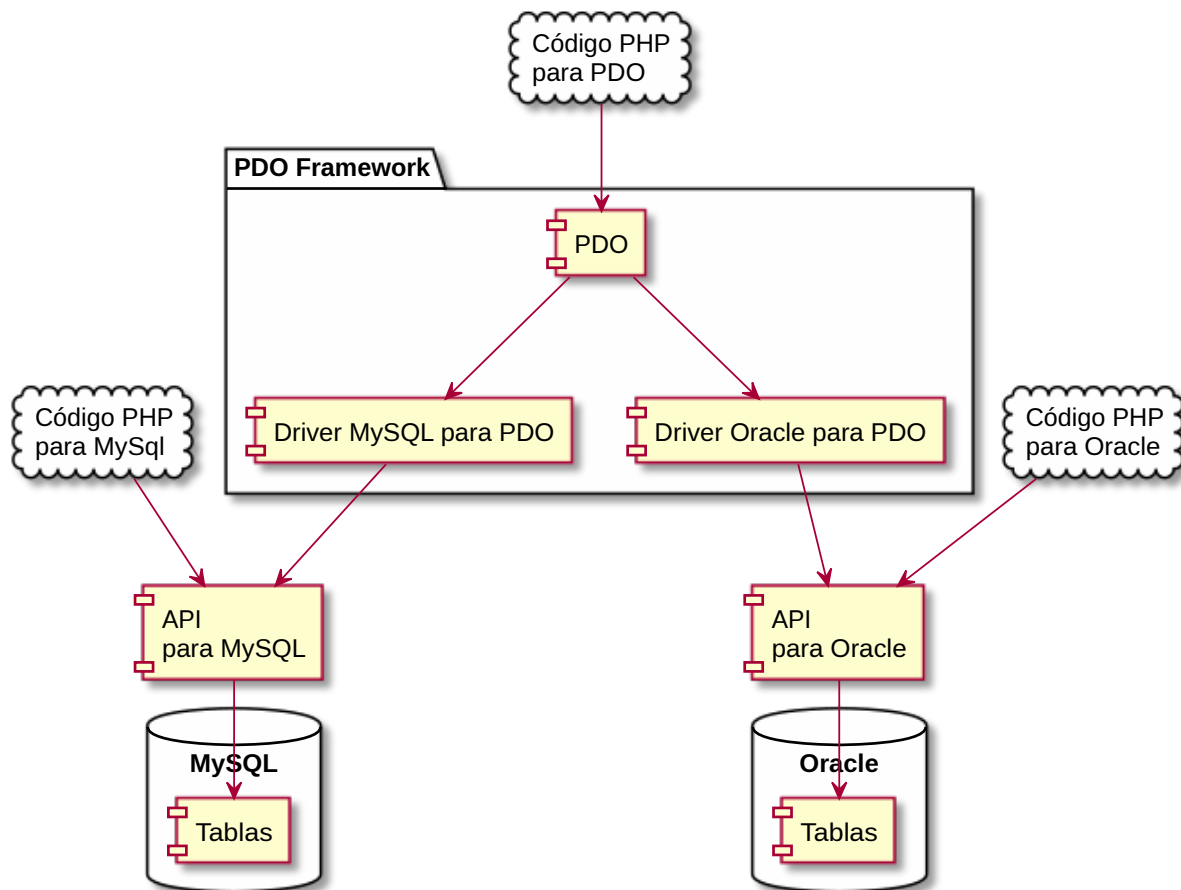 Código PHP
para PDO
PDO Framework
PDO
Código PHP
para MySql
Driver MySQL para PDO
Driver Oracle para PDO
Código PHP
para Oracle
API
para MySQL
API
para Oracle
MySQL
Oracle
Tablas
Tablas